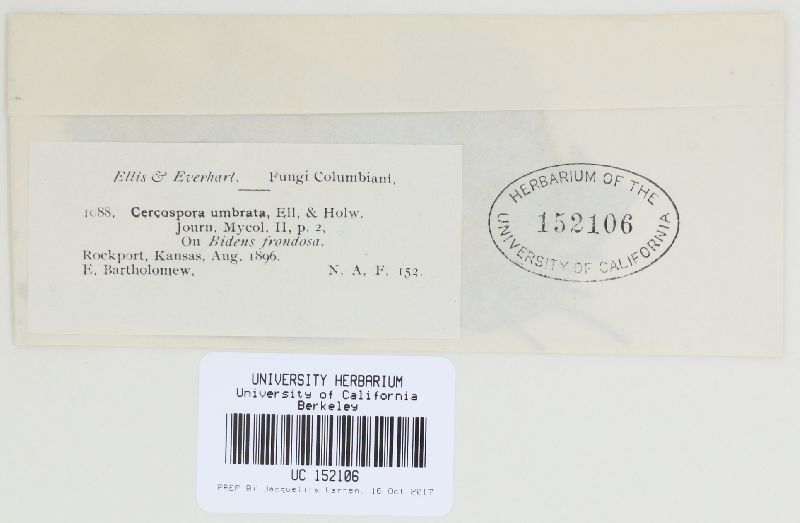 Ellis & Everhart. Fungi Columbiani,
1088. Cercospora umbrata, Ell, & Holw.
Journ. Mycol. II, p. 2,
On Bidens frondosa.
Rockport, Kansas, Aug. 1896.
E. Bartholomew, N. A, F. 152.
HERBARIUM OF THE
152106
UNIVERSITY OF CALIFORNIA
UNIVERSITY HERBARIUM
University of California
Berkeley
UC 152106
PREP BY Jacqueline 16 Oct 2017